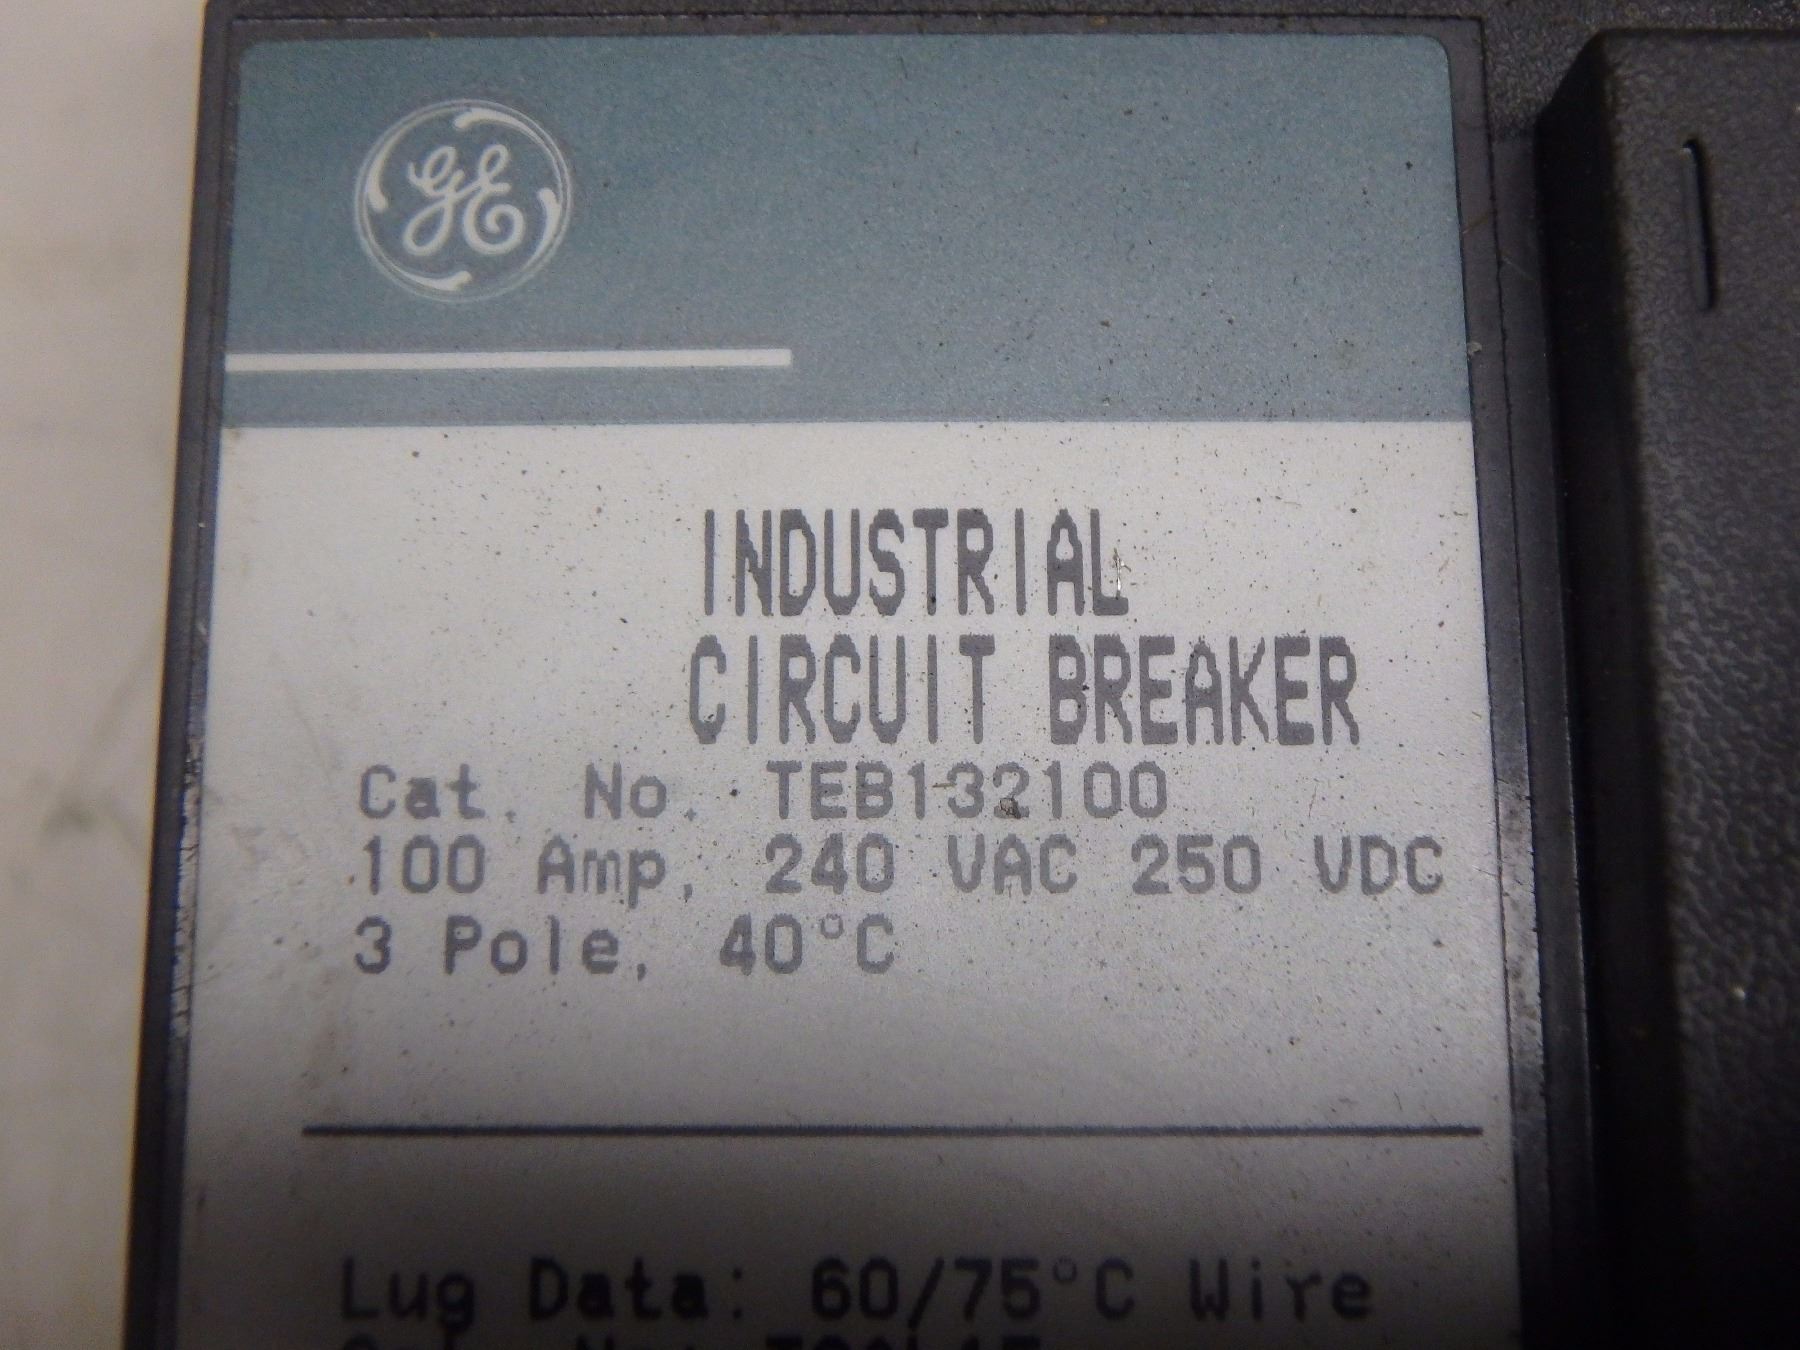 GE
INDUSTRIAL
CIRCUIT BREAKER
Cat. No. TEB132100
100 Amp, 240 VAC 250 VDC
3 Pole, 40°C
Lug Data: 60/75°C Wire